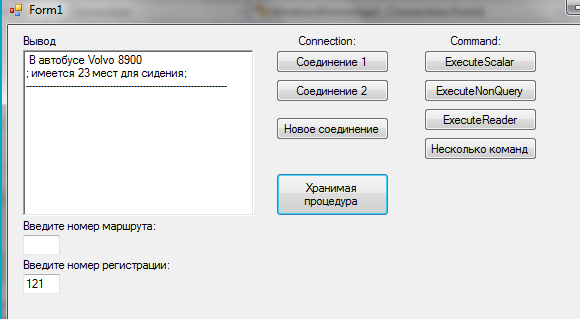 Form1
Вывод
В автобусе Volvo 8900
; имеется 23 мест для сидения;
------------------------------------------------------------
Connection:
Соединение 1
Соединение 2
Новое соединение
Хранимая
процедура
Command:
ExecuteScalar
ExecuteNonQuery
ExecuteReader
Несколько команд
Введите номер маршрута:
Введите номер регистрации:
121